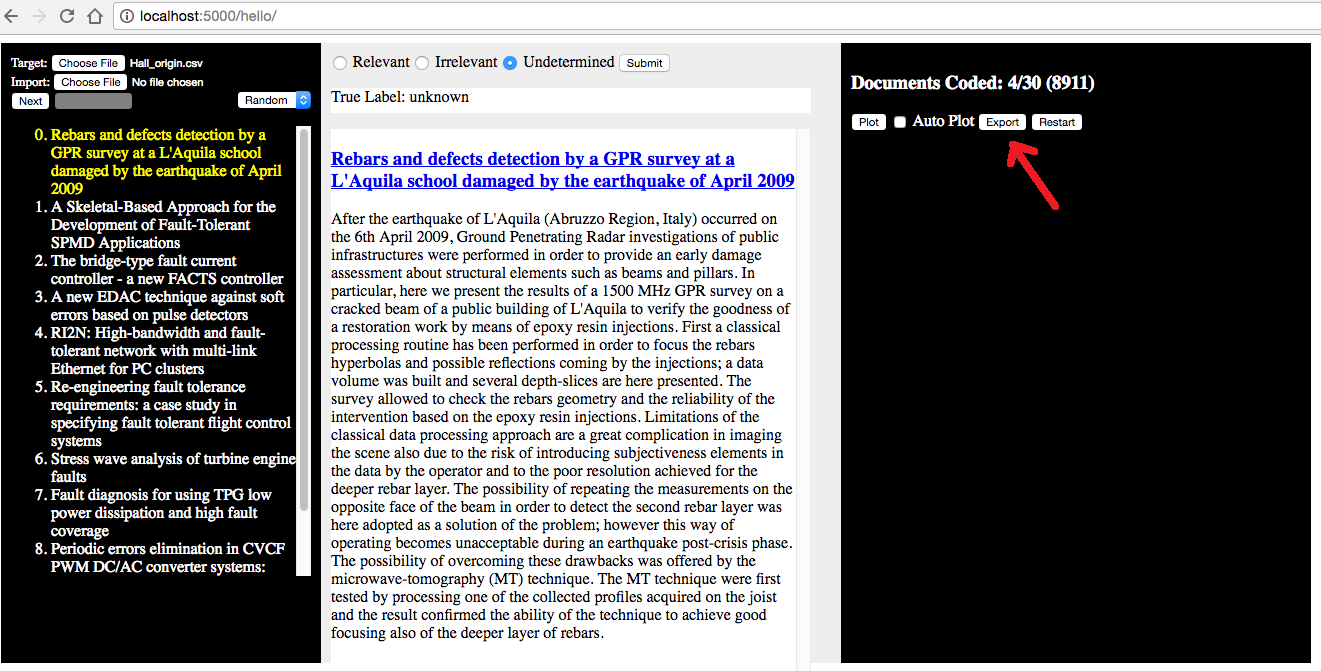 localhost:5000/hello/
Target: Choose File Hall_origin.csv
Import: Choose File No file chosen
Next Random
0. Rebars and defects detection by a
GPR survey at a L'Aquila school
damaged by the earthquake of April
2009
1. A Skeletal-Based Approach for the
Development of Fault-Tolerant
SPMD Applications
2. The bridge-type fault current
controller - a new FACTS controller
3. A new EDAC technique against soft
errors based on pulse detectors
4. RI2N: High-bandwidth and fault-
tolerant network with multi-link
Ethernet for PC clusters
5. Re-engineering fault tolerance
requirements: a case study in
specifying fault tolerant flight control
systems
6. Stress wave analysis of turbine engine
faults
7. Fault diagnosis for using TPG low
power dissipation and high fault
coverage
8. Periodic errors elimination in CVCF
PWM DC/AC converter systems:
Relevant Irrelevant Undetermined Submit
True Label: unknown
Rebars and defects detection by a GPR survey at a
L'Aquila school damaged by the earthquake of April 2009
After the earthquake of L'Aquila (Abruzzo Region, Italy) occurred on
the 6th April 2009, Ground Penetrating Radar investigations of public
infrastructures were performed in order to provide an early damage
assessment about structural elements such as beams and pillars. In
particular, here we present the results of a 1500 MHz GPR survey on a
cracked beam of a public building of L'Aquila to verify the goodness of
a restoration work by means of epoxy resin injections. First a classical
processing routine has been performed in order to focus the rebars
hyperbolas and possible reflections coming by the injections; a data
volume was built and several depth-slices are here presented. The
survey allowed to check the rebars geometry and the reliability of the
intervention based on the epoxy resin injections. Limitations of the
classical data processing approach are a great complication in imaging
the scene also due to the risk of introducing subjectiveness elements in
the data by the operator and to the poor resolution achieved for the
deeper rebar layer. The possibility of repeating the measurements on the
opposite face of the beam in order to detect the second rebar layer was
here adopted as a solution of the problem; however this way of
operating becomes unacceptable during an earthquake post-crisis phase.
The possibility of overcoming these drawbacks was offered by the
microwave-tomography (MT) technique. The MT technique were first
tested by processing one of the collected profiles acquired on the joist
and the result confirmed the ability of the technique to achieve good
focusing also of the deeper layer of rebars.
Documents Coded: 4/30 (8911)
Plot Auto Plot Export Restart